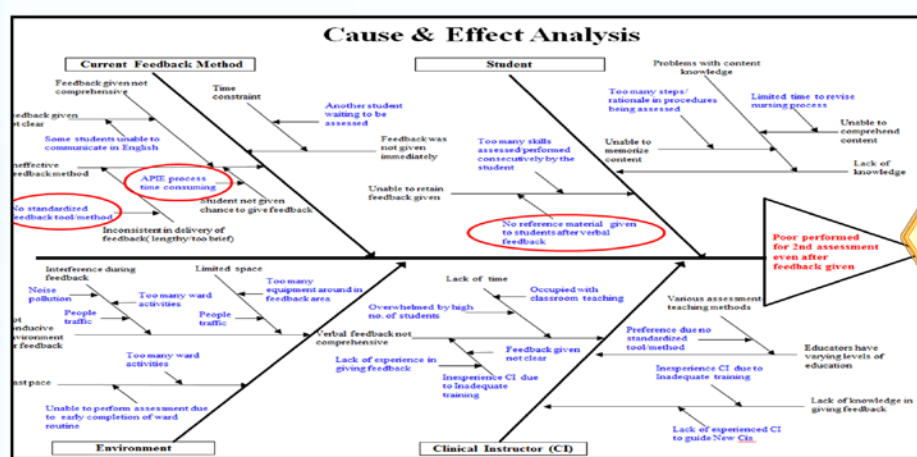 Cause & Effect Analysis
Current Feedback Method
Feedback given not
comprehensive
Time
constraint
Another student
waiting to be
assessed
given
not clear
Some students unable to
communicate in English
Feedback was
not given
immediately
feedback method
APIE process
time consuming
Student not given
chance to give feedback
No standardized
feedback tool/method
Inconsistent in delivery of
feedback( lengthy/too brief)
Student
Problems with content
knowledge
Too many steps/
rationale in procedures
being assessed
Limited time to revise
nursing process
Unable to
comprehend content
Unable to
memorize content
Too many skills
assessed/performed
consecutively by the
student
Lack of
knowledge
Unable to retain
feedback given
No reference material given
to students after verbal
feedback
Poor performed
for 2nd assessment
even after
feedback given
Interference during
feedback
Noise
pollution
Too many ward
activities
People
traffic
Limited space
Too many
equipment around in
feedback area
People
traffic
environment
feedback
Too many ward
activities
pace
Unable to perform assessment due
to early completion of ward
routine
Environment
Lack of time
Occupied with
classroom teaching
Overwhelmed by high
no. of students
Verbal feedback not
comprehensive
Feedback given
not clear
Lack of experience in
giving feedback
Inesperience CI due
to Inadequate
training
Various assessment
teaching methods
Preference due no
standardized
tool/method
Educators have
varying levels of
education
Inesperience CI due to
Inadequate training
Lack of knowledge in
giving feedback
Lack of experienced CI
to guide New Cis
Clinical Instructor (CI)